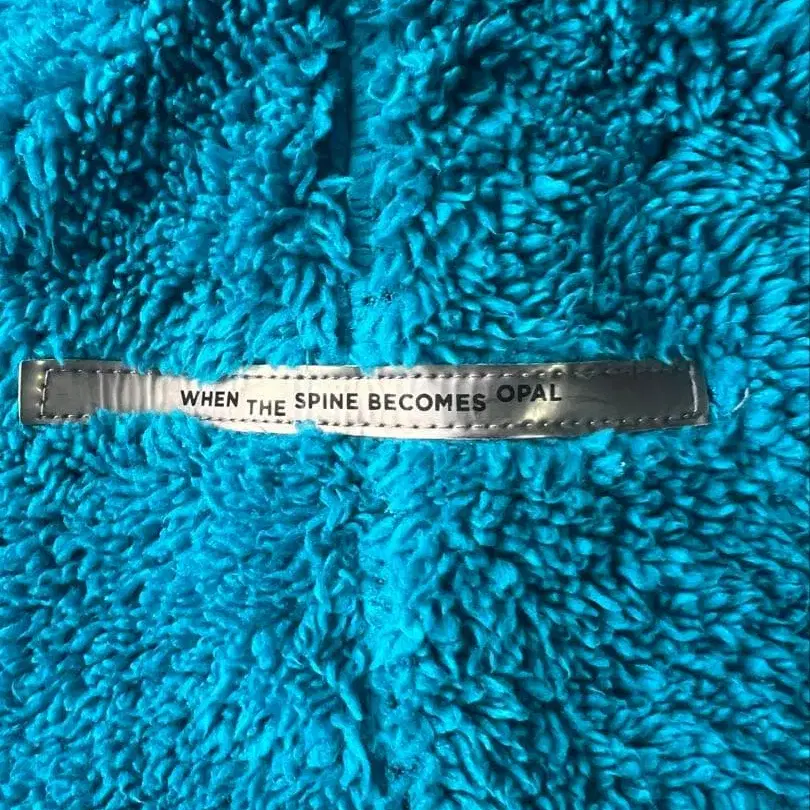 WHEN THE SPINE BECOMES OPAL